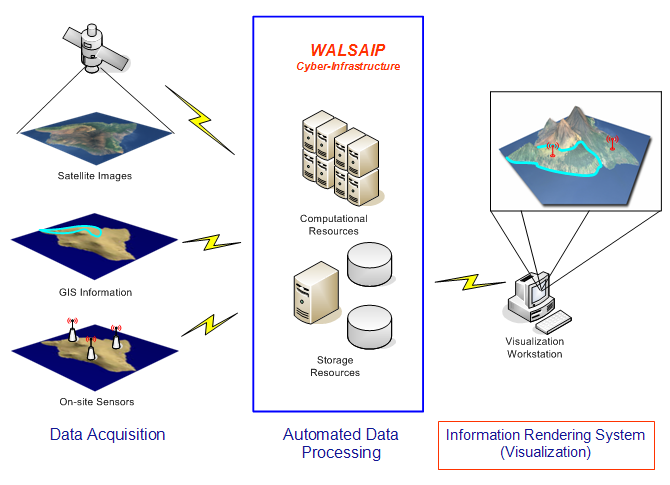 WALSAIP
Cyber-Infrastructure
Satellite Images
Computational
Resources
GIS Information
Storage
Resources
Visualization
Workstation
On-site Sensors
Data Acquisition
Automated Data
Processing
Information Rendering System
(Visualization)